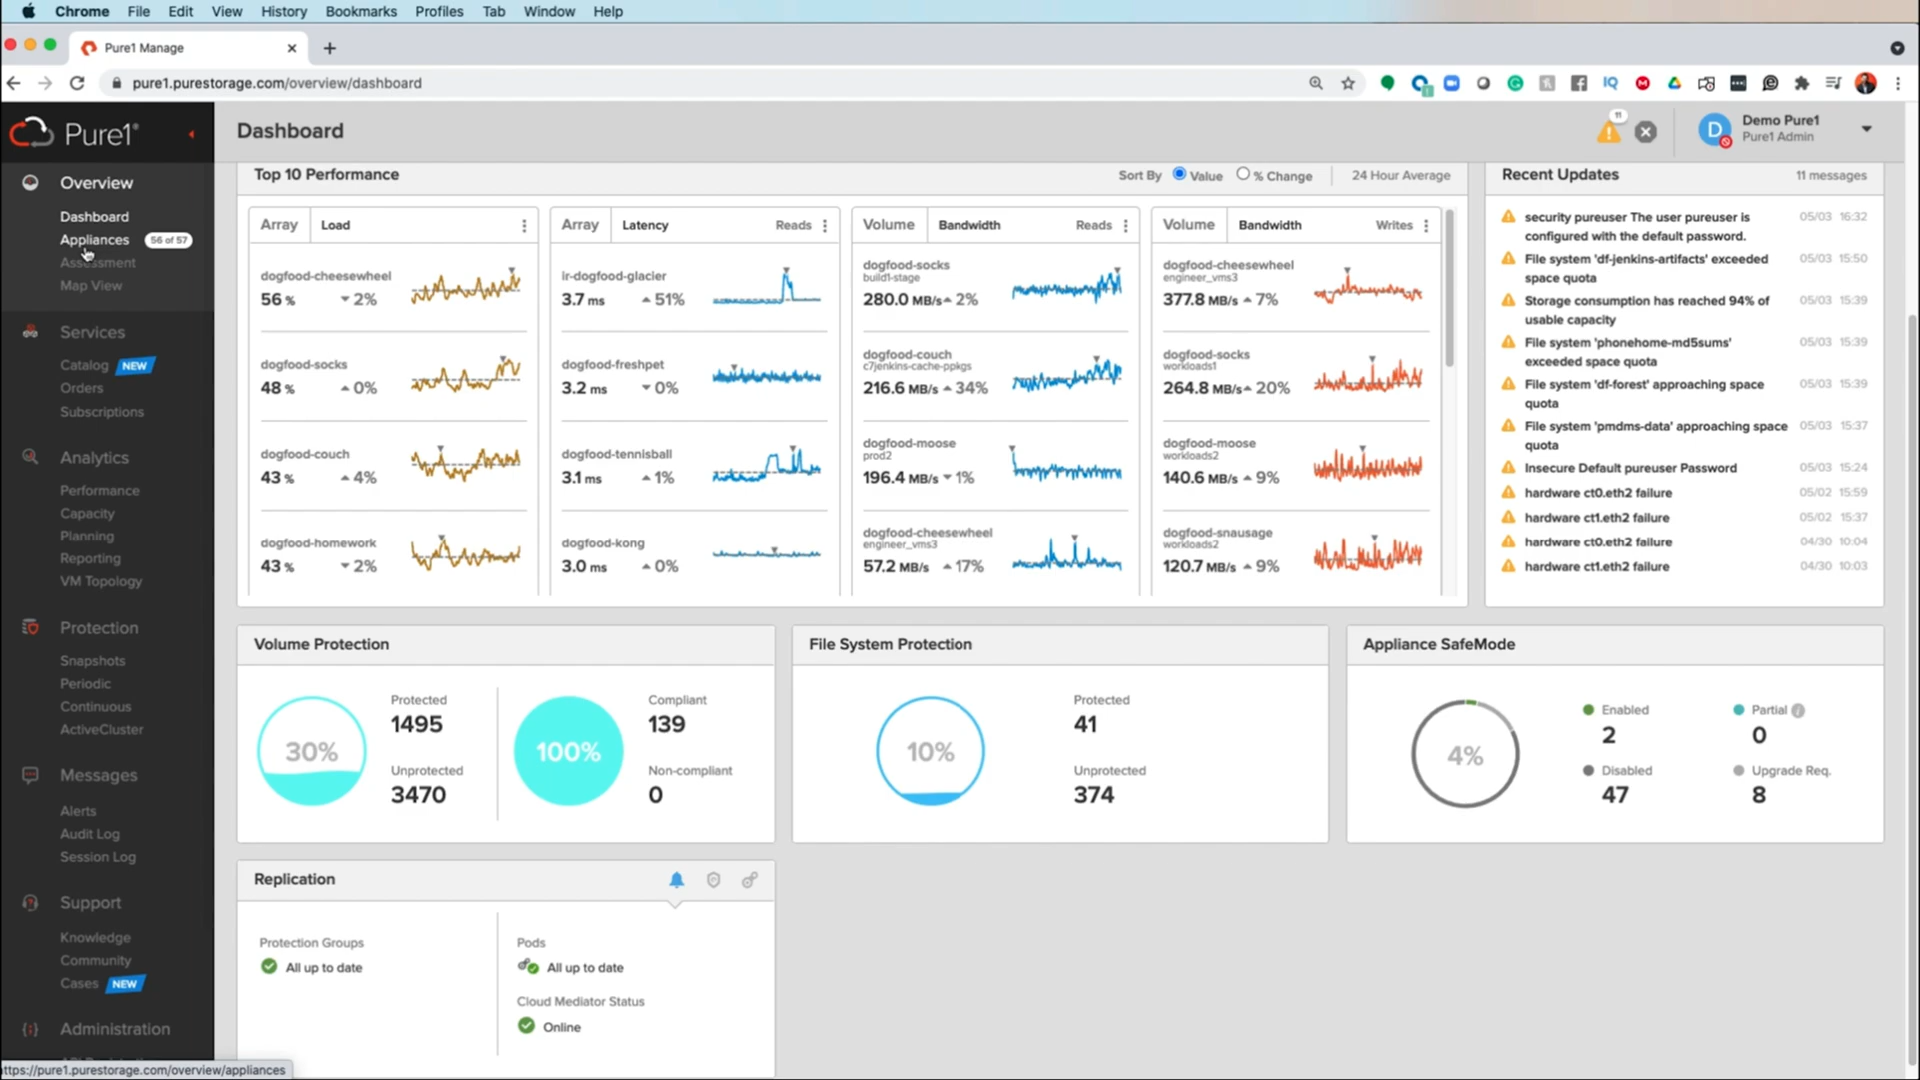 Chrome File Edit View History Bookmarks Profiles Tab Window Help
Pure1 Manage
pure1.purestorage.com/overview/dashboard
Pure1®
Dashboard
11
D
Demo Pure1
Pure1 Admin
Overview
Dashboard
Appliances 56 of 57
Assessment
Map View
Services
Catalog NEW
Orders
Subscriptions
Analytics
Performance
Capacity
Planning
Reporting
VM Topology
Protection
Snapshots
Periodic
Continuous
ActiveCluster
Messages
Alerts
Audit Log
Session Log
Support
Knowledge
Community
Cases NEW
Administration
Top 10 Performance
Sort By Value % Change 24 Hour Average
Array Load
dogfood-cheesewheel
56 % 2%
dogfood-socks
48 % 0%
dogfood-couch
43 % 4%
dogfood-homework
43 % 2%
Array Latency Reads
ir-dogfood-glacier
3.7 ms 51%
dogfood-freshpet
3.2 ms 0%
dogfood-tennisball
3.1 ms 1%
dogfood-kong
3.0 ms 0%
Volume Bandwidth Reads
dogfood-socks
build1-stage
280.0 MB/s 2%
dogfood-couch
c7jenkins-cache-ppkgs
216.6 MB/s 34%
dogfood-moose
prod2
196.4 MB/s 1%
dogfood-cheesewheel
engineer_vms3
57.2 MB/s 17%
Volume Bandwidth Writes
dogfood-cheesewheel
engineer_vms3
377.8 MB/s 7%
dogfood-socks
workloads1
264.8 MB/s 20%
dogfood-moose
workloads2
140.6 MB/s 9%
dogfood-snausage
workloads2
120.7 MB/s 9%
Recent Updates 11 messages
security pureuser The user pureuser is 05/03 16:32
configured with the default password.
File system 'df-jenkins-artifacts' exceeded 05/03 15:50
space quota
Storage consumption has reached 94% of 05/03 15:39
usable capacity
File system 'phonehome-md5sums' 05/03 15:39
exceeded space quota
File system 'df-forest' approaching space 05/03 15:39
quota
File system 'pmdms-data' approaching space 05/03 15:37
quota
Insecure Default pureuser Password 05/03 15:24
hardware ct0.eth2 failure 05/02 15:59
hardware ct1.eth2 failure 05/02 15:37
hardware ct0.eth2 failure 04/30 10:04
hardware ct1.eth2 failure 04/30 10:03
Volume Protection
30%
Protected
1495
Unprotected
3470
100%
Compliant
139
Non-compliant
0
File System Protection
10%
Protected
41
Unprotected
374
Appliance SafeMode
4%
Enabled
2
Partial
0
Disabled
47
Upgrade Req.
8
Replication
Protection Groups
All up to date
Pods
All up to date
Cloud Mediator Status
Online
ttps://pure1.purestorage.com/overview/appliances